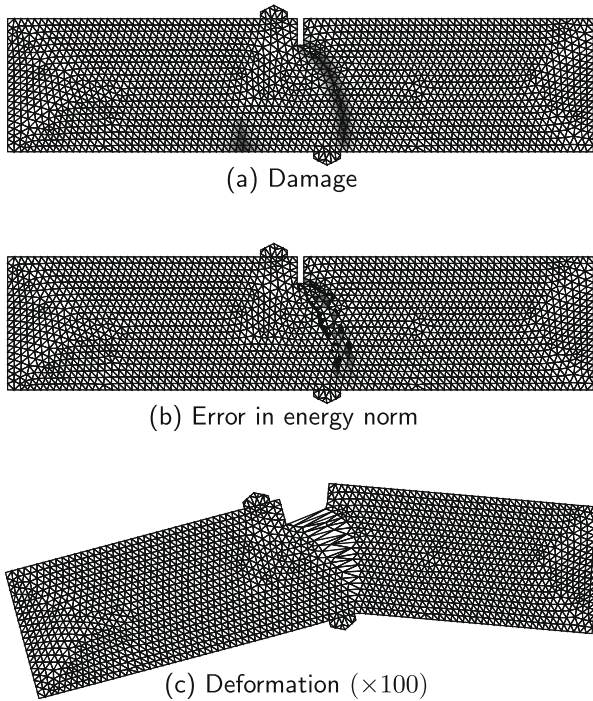 (a) Damage
(b) Error in energy norm
(c) Deformation (×100)